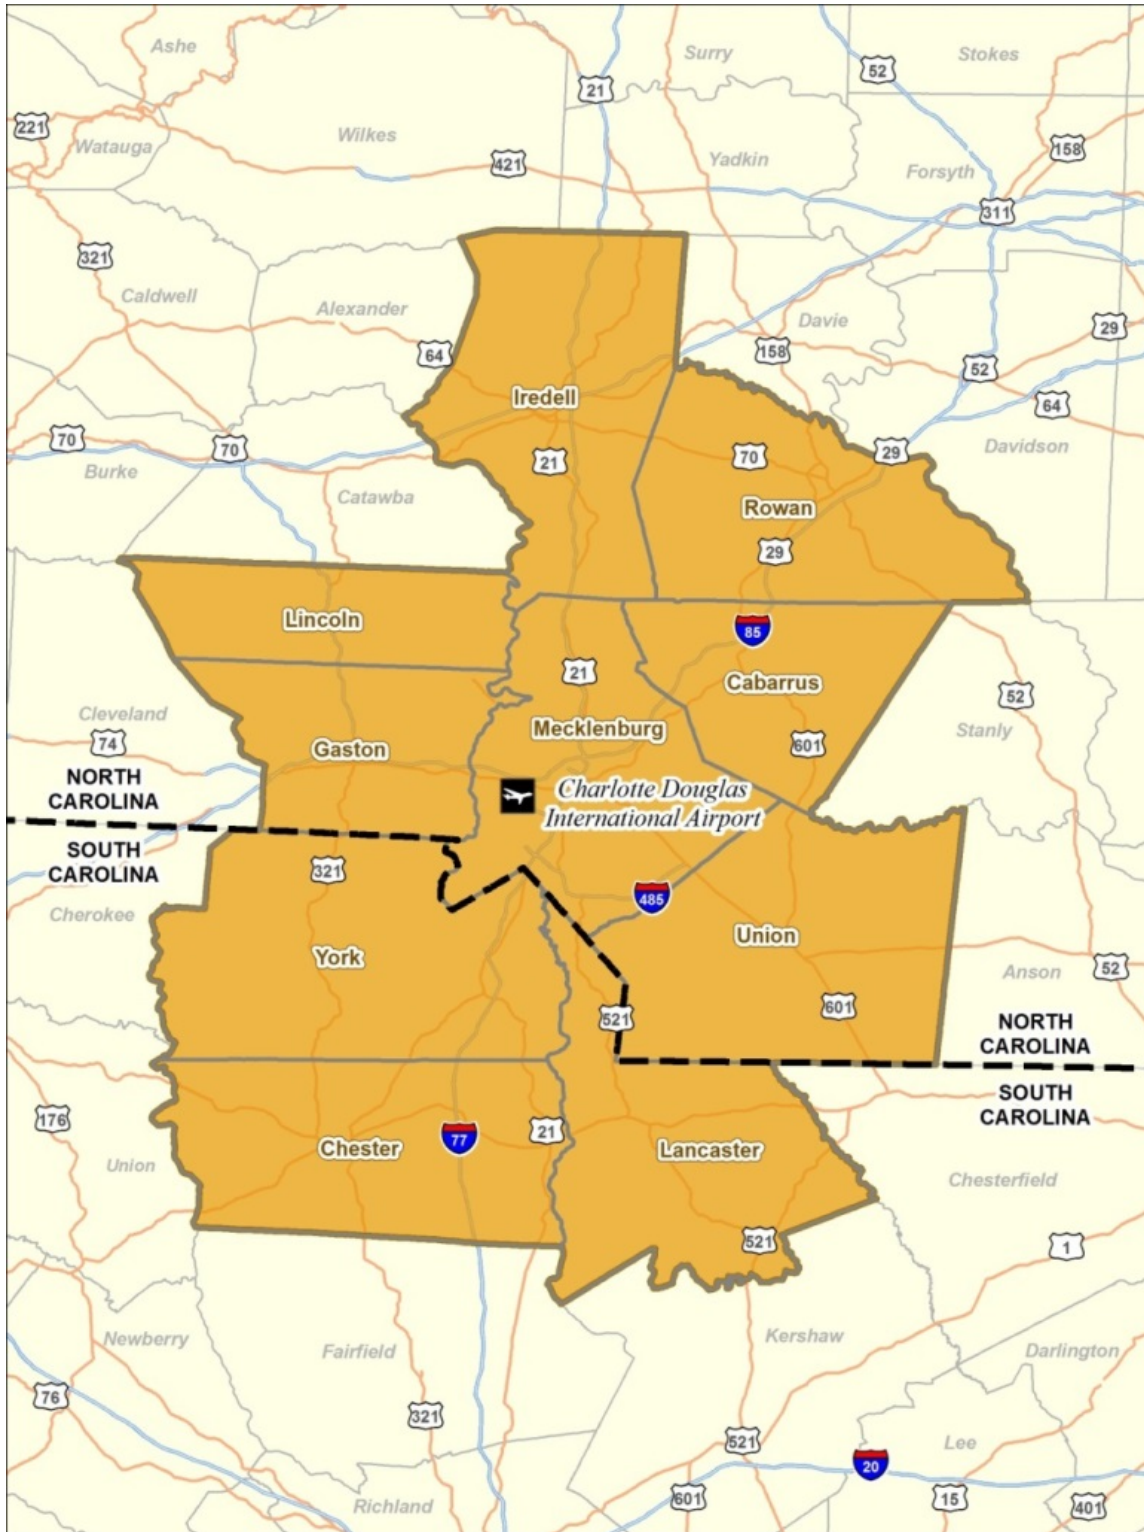 Ashe
Surry
Stokes
52
21
221
Watauga
Wilkes
421
Yadkin
158
Forsyth
311
321
Caldwell
Alexander
Davie
29
64
158
52
Iredell
64
70
70
Burke
21
70
29
Davidson
Catawba
Rowan
29
Lincoln
85
21
Cabarrus
52
Cleveland
74
Gaston
Mecklenburg
601
Stanly
NORTH
CAROLINA
Charlotte Douglas
International Airport
SOUTH
CAROLINA
321
485
Cherokee
York
Union
Anson
52
521
601
NORTH
CAROLINA
SOUTH
CAROLINA
176
Union
Chester
77
21
Lancaster
Chesterfield
521
1
Newberry
Fairfield
Kershaw
Darlington
76
321
521
Lee
20
Richland
601
15
401